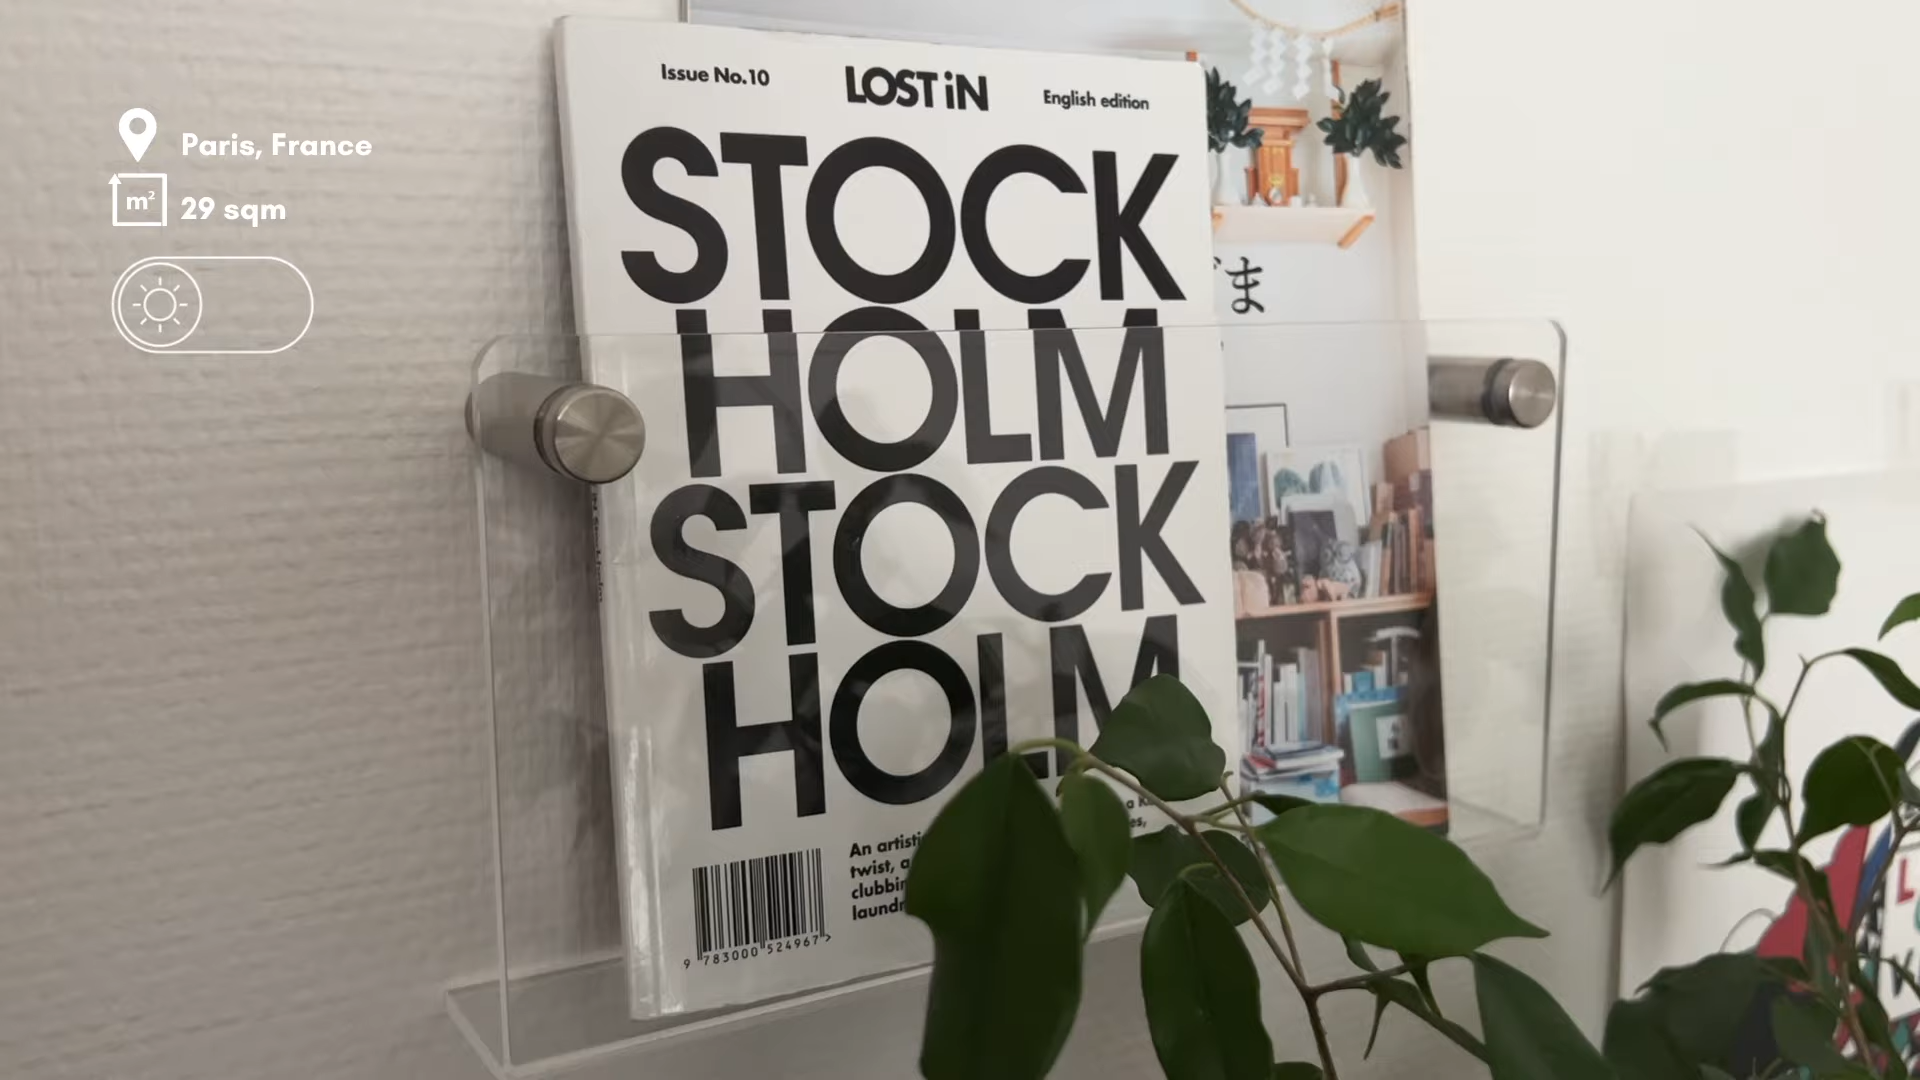 Paris, France
m²
29 sqm
Issue No.10
LOST iN
English edition
STOCK
HOLM
STOCK
HOLM
An artisti
twist, a
clubbin
laundr
9 783000 524967 >
ま